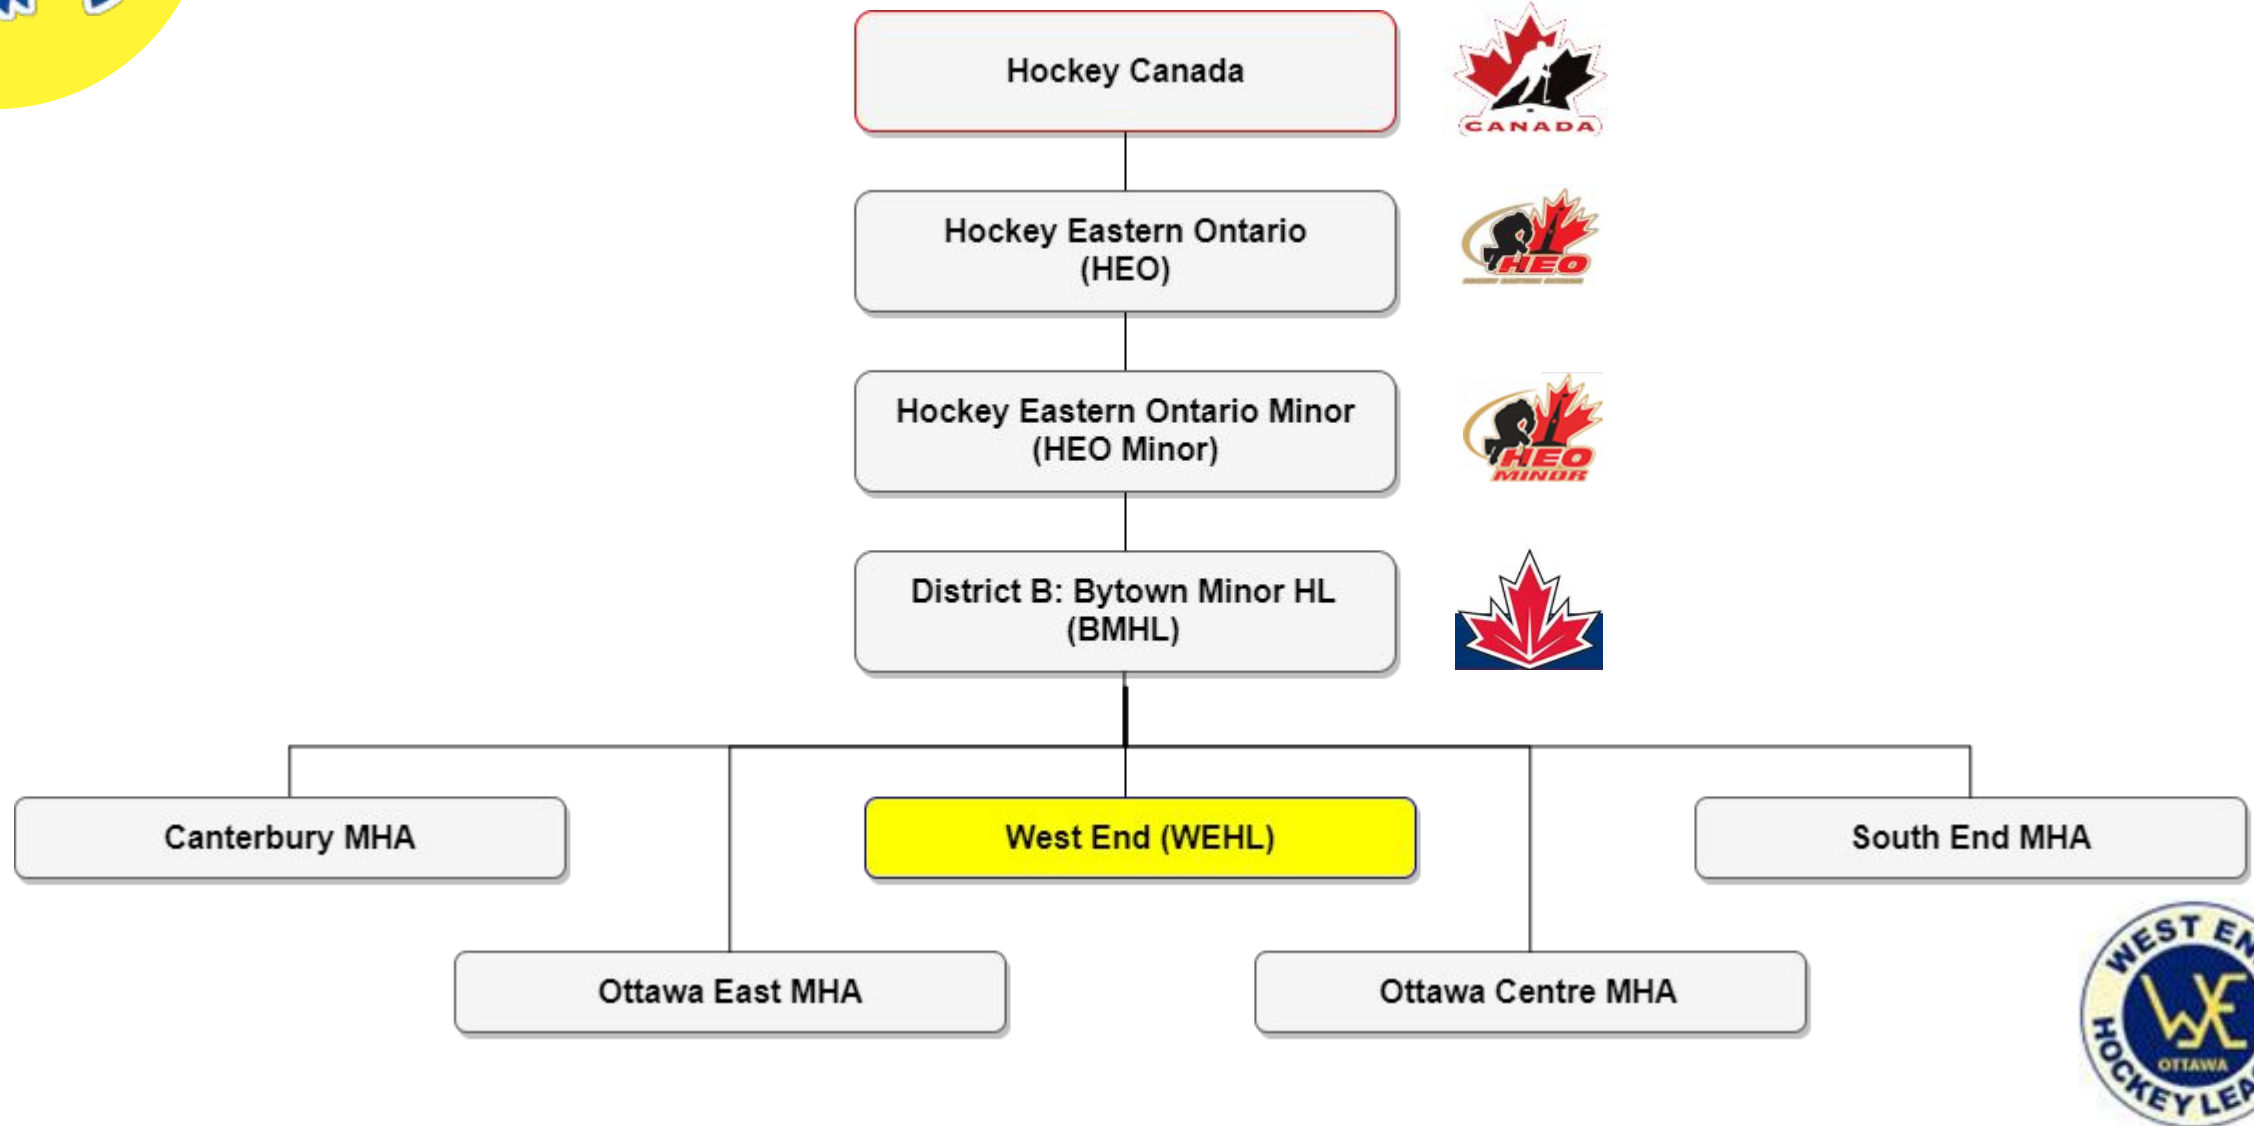 Hockey Canada
CANADA
Hockey Eastern Ontario
(HEO)
HEO
Hockey Eastern Ontario Minor
(HEO Minor)
HEO
MINOR
District B: Bytown Minor HL
(BMHL)
Canterbury MHA
West End (WEHL)
South End MHA
Ottawa East MHA
Ottawa Centre MHA
WEST EN
OTTAWA
HOCKEY LEA